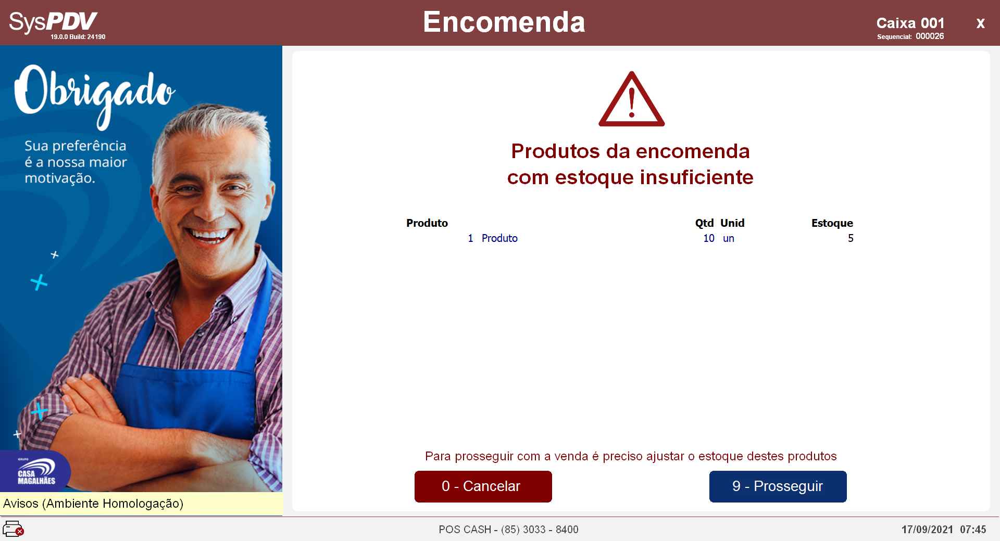 SysPDV
19.0.0 Build: 24190
Encomenda
Caixa 001
Sequencial: 000026
X
Obrigado
Sua preferência
é a nossa maior
motivação.
GRUPO
CASA
MAGALHÃES
Avisos (Ambiente Homologação)
Produtos da encomenda
com estoque insuficiente
Produto Qtd Unid Estoque
1 Produto 10 un 5
Para prosseguir com a venda é preciso ajustar o estoque destes produtos
0 - Cancelar
9 - Prosseguir
POS CASH - (85) 3033 - 8400
17/09/2021 07:45